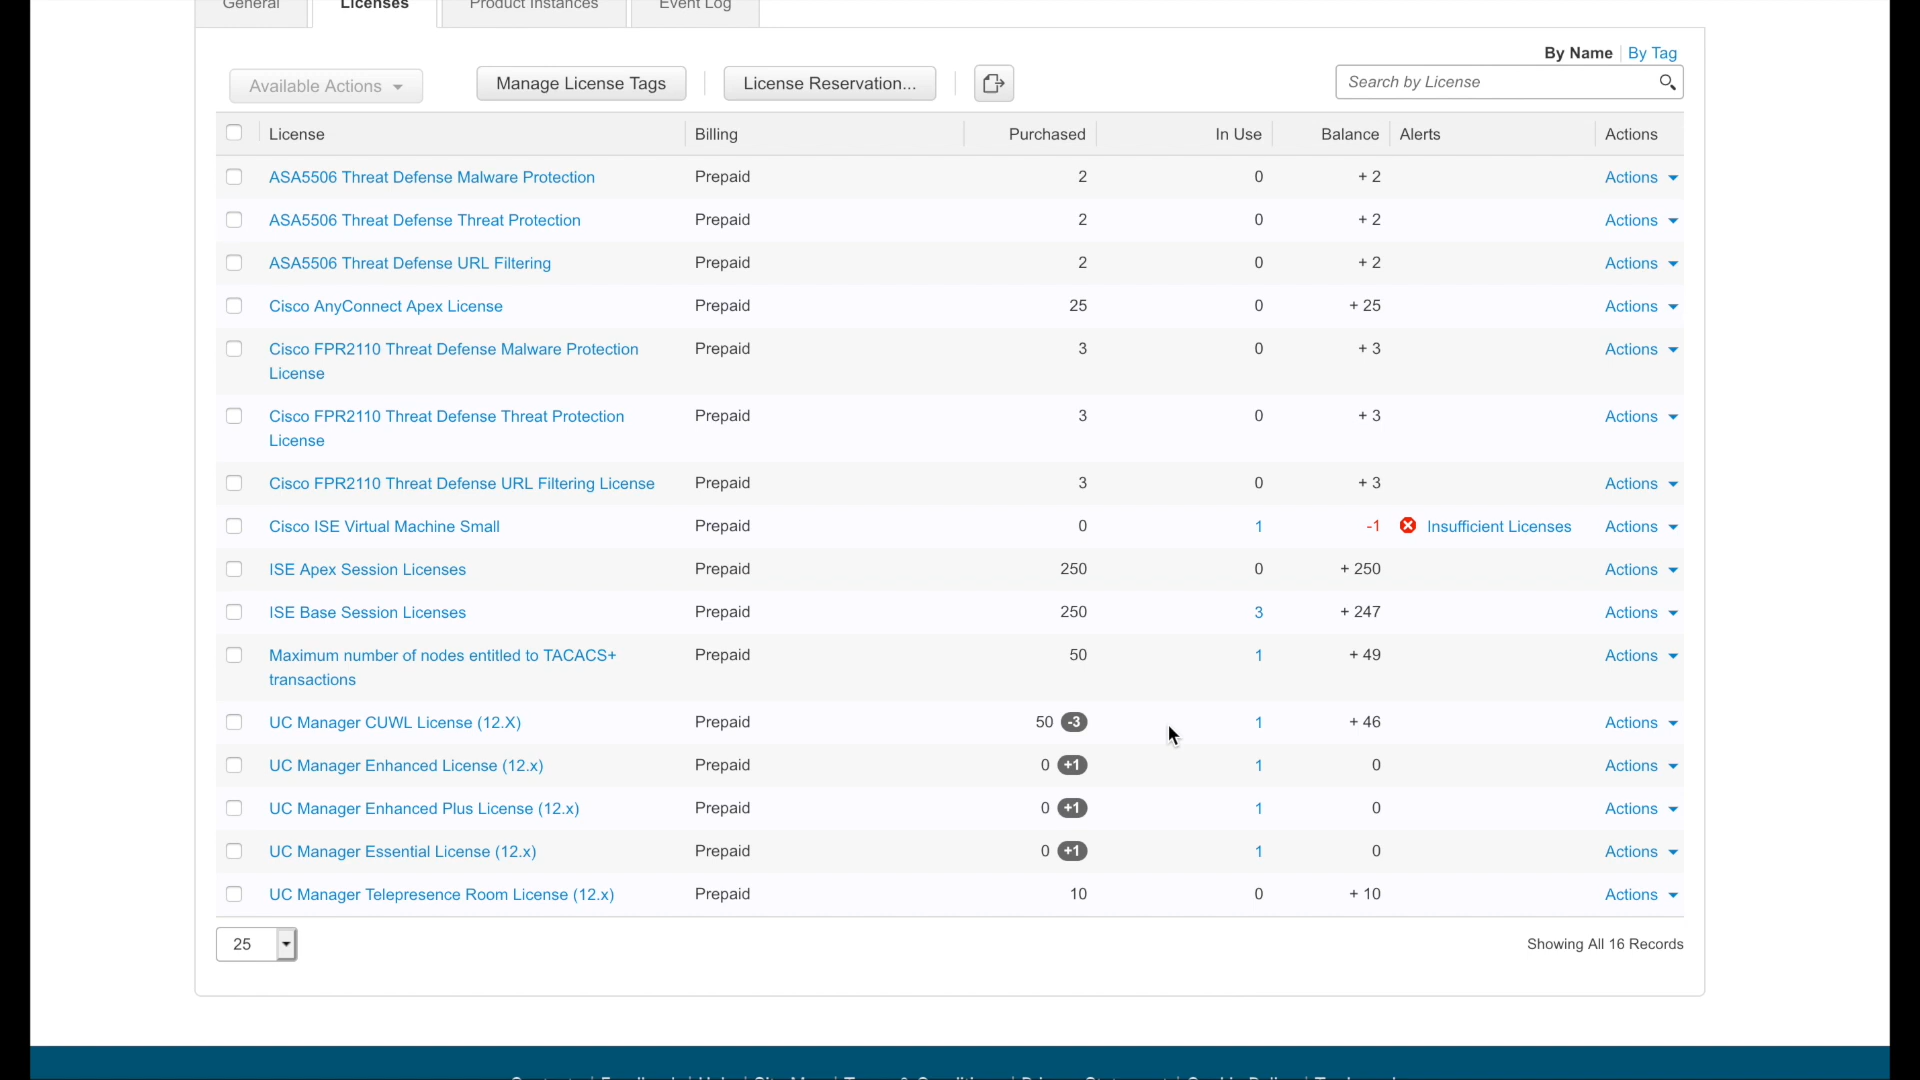 General Licenses Product Instances Event Log
By Name By Tag
Available Actions Manage License Tags License Reservation... Search by License
License Billing Purchased In Use Balance Alerts Actions
ASA5506 Threat Defense Malware Protection Prepaid 2 0 + 2 Actions
ASA5506 Threat Defense Threat Protection Prepaid 2 0 + 2 Actions
ASA5506 Threat Defense URL Filtering Prepaid 2 0 + 2 Actions
Cisco AnyConnect Apex License Prepaid 25 0 + 25 Actions
Cisco FPR2110 Threat Defense Malware Protection Prepaid 3 0 + 3 Actions
License
Cisco FPR2110 Threat Defense Threat Protection Prepaid 3 0 + 3 Actions
License
Cisco FPR2110 Threat Defense URL Filtering License Prepaid 3 0 + 3 Actions
Cisco ISE Virtual Machine Small Prepaid 0 1 -1 Insufficient Licenses Actions
ISE Apex Session Licenses Prepaid 250 0 + 250 Actions
ISE Base Session Licenses Prepaid 250 3 + 247 Actions
Maximum number of nodes entitled to TACACS+ Prepaid 50 1 + 49 Actions
transactions
UC Manager CUWL License (12.X) Prepaid 50 -3 1 + 46 Actions
UC Manager Enhanced License (12.x) Prepaid 0 +1 1 0 Actions
UC Manager Enhanced Plus License (12.x) Prepaid 0 +1 1 0 Actions
UC Manager Essential License (12.x) Prepaid 0 +1 1 0 Actions
UC Manager Telepresence Room License (12.x) Prepaid 10 0 + 10 Actions
25 Showing All 16 Records